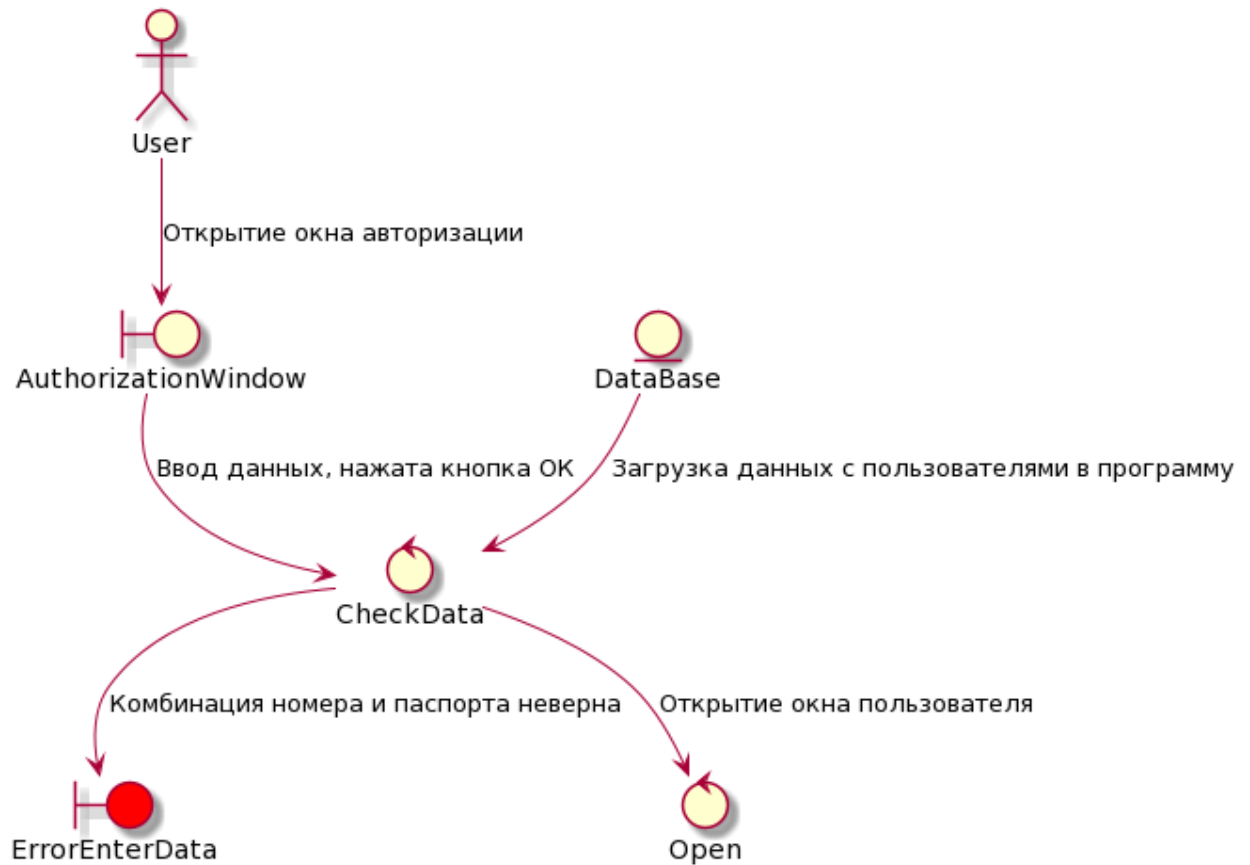 User
Открытие окна авторизации
AuthorizationWindow
DataBase
Ввод данных, нажата кнопка ОК
Загрузка данных с пользователями в программу
CheckData
Комбинация номера и паспорта неверна
Открытие окна пользователя
ErrorEnterData
Open